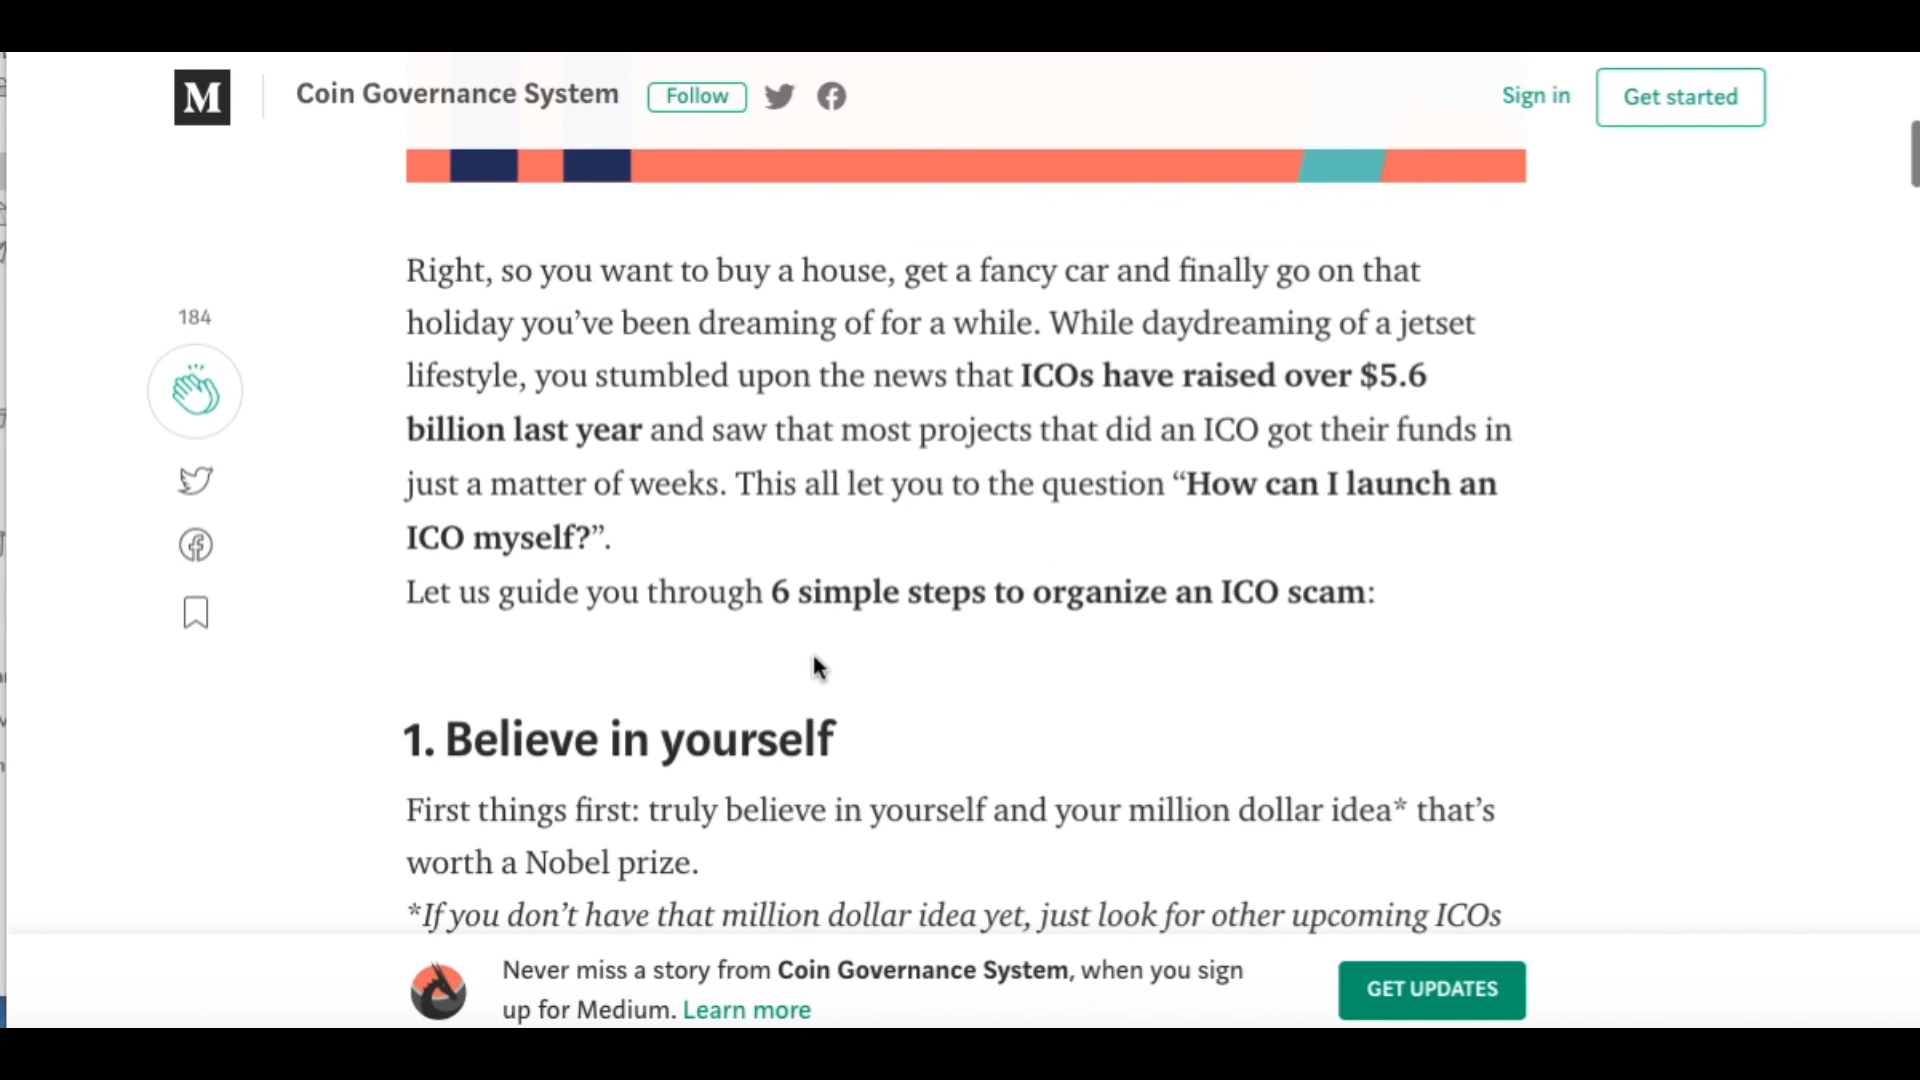 M
Coin Governance System
Follow
Sign in
Get started
Right, so you want to buy a house, get a fancy car and finally go on that
holiday you’ve been dreaming of for a while. While daydreaming of a jetset
184
lifestyle, you stumbled upon the news that ICOs have raised over $5.6
billion last year and saw that most projects that did an ICO got their funds in
just a matter of weeks. This all let you to the question “How can I launch an
ICO myself?”.
Let us guide you through 6 simple steps to organize an ICO scam:
1. Believe in yourself
First things first: truly believe in yourself and your million dollar idea* that’s
worth a Nobel prize.
*If you don’t have that million dollar idea yet, just look for other upcoming ICOs
Never miss a story from Coin Governance System, when you sign
up for Medium. Learn more
GET UPDATES